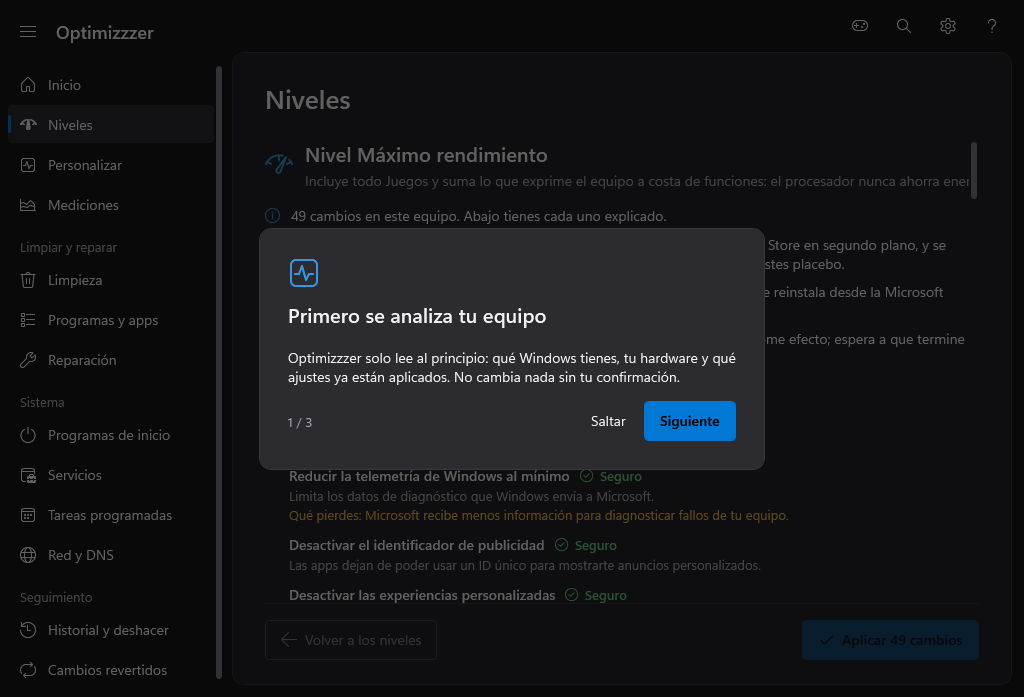 Optimizzzer
Inicio
Niveles
Personalizar
Mediciones
Limpiar y reparar
Limpieza
Programas y apps
Reparación
Sistema
Programas de inicio
Servicios
Tareas programadas
Red y DNS
Seguimiento
Historial y deshacer
Cambios revertidos
Niveles
Nivel Máximo rendimiento
Incluye todo Juegos y suma lo que exprime el equipo a costa de funciones: el procesador nunca ahorra ener
49 cambios en este equipo. Abajo tienes cada uno explicado.
Store en segundo plano, y se
stes placebo.
e reinstala desde la Microsoft
me efecto; espera a que termine
Primero se analiza tu equipo
Optimizzzer solo lee al principio: qué Windows tienes, tu hardware y qué
ajustes ya están aplicados. No cambia nada sin tu confirmación.
1 / 3
Saltar
Siguiente
Reducir la telemetría de Windows al mínimo Seguro
Limita los datos de diagnóstico que Windows envía a Microsoft.
Qué pierdes: Microsoft recibe menos información para diagnosticar fallos de tu equipo.
Desactivar el identificador de publicidad Seguro
Las apps dejan de poder usar un ID único para mostrarte anuncios personalizados.
Desactivar las experiencias personalizadas Seguro
Volver a los niveles
Aplicar 49 cambios